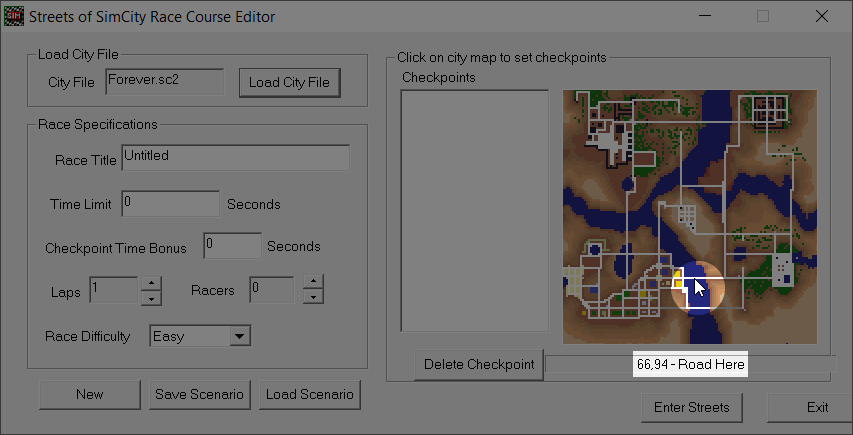 Streets of SimCity Race Course Editor
Load City File
City File Forever.sc2 Load City File
Race Specifications
Race Title Untitled
Time Limit 0 Seconds
Checkpoint Time Bonus 0 Seconds
Laps 1 Racers 0
Race Difficulty Easy
New Save Scenario Load Scenario
Click on city map to set checkpoints
Checkpoints
Delete Checkpoint 66,94 - Road Here
Enter Streets Exit